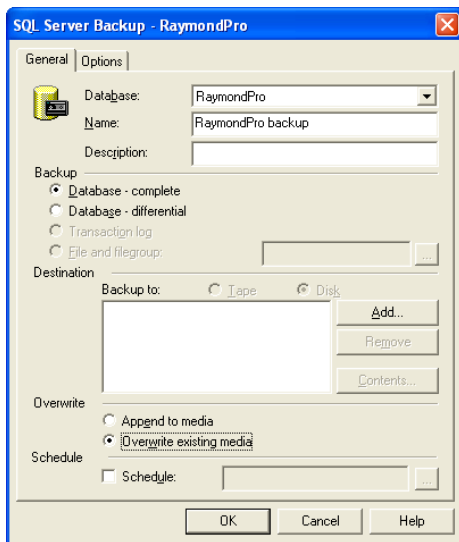 SQL Server Backup - RaymondPro
General Options
Database: RaymondPro
Name: RaymondPro backup
Description:
Backup
Database - complete
Database - differential
Transaction log
File and filegroup: ...
Destination
Backup to: Tape Disk
Add...
Remove
Contents...
Overwrite
Append to media
Overwrite existing media
Schedule
Schedule: ...
OK Cancel Help